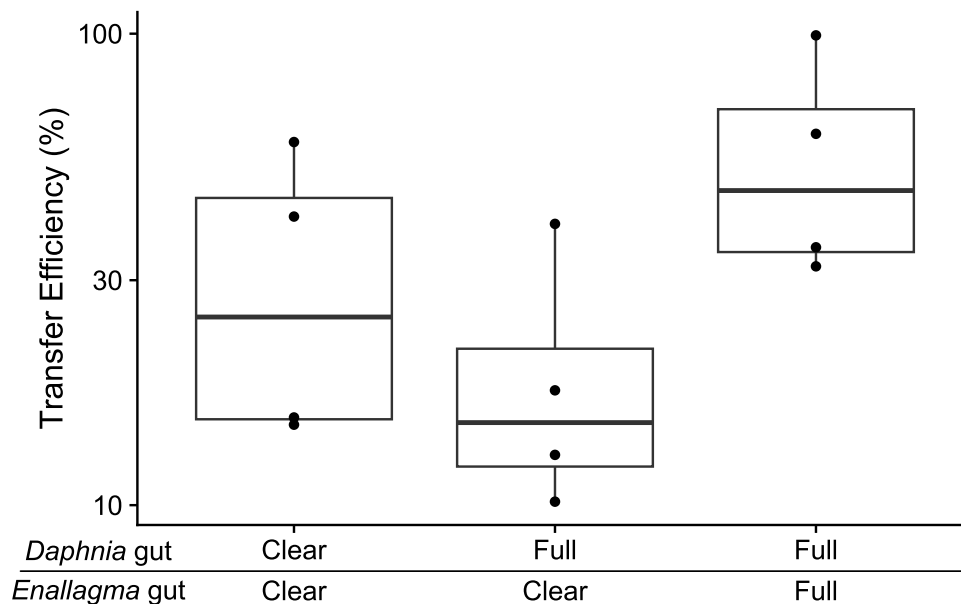 100
30
10
Transfer Efficiency (%)
Daphnia gut Clear Full Full
Enallagma gut Clear Clear Full